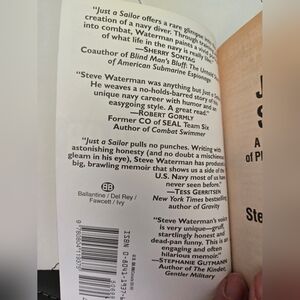 "Just a Sailor offers a rare glimpse
creation of a navy diver. Through
into combat, Waterman paints a vivid
of what life in the navy is really
—SHERRY SONTAG
Coauthor of Blind Man's Bluff: The Untold
of American Submarine Espionage
"Steve Waterman was anything but Just a
He weaves a no-holds-barred story of his
unique navy career with humor and an
easygoing style. A great read."
—ROBERT GORMLY
Former CO of SEAL Team Six
Author of Combat Swimmer
"Just a Sailor pulls no punches. Writing with
astonishing honesty (and no doubt a mischievous
gleam in his eye), Steve Waterman has penned a
big, brawling memoir that shows us a side of the
U.S. Navy most of us have
never seen before."
—TESS GERRITSEN
New York Times bestselling
author of Gravity
"Steve Waterman's voice
is very unique—gruff,
startlingly honest and
dead-pan funny. This is an
engaging and often
hilarious memoir."
—STEPHANIE GUTMANN
Author of The Kinder,
Gentler Military
BB
Ballantine / Del Rey /
Fawcett / Ivy
J
S
A
of P
Ste